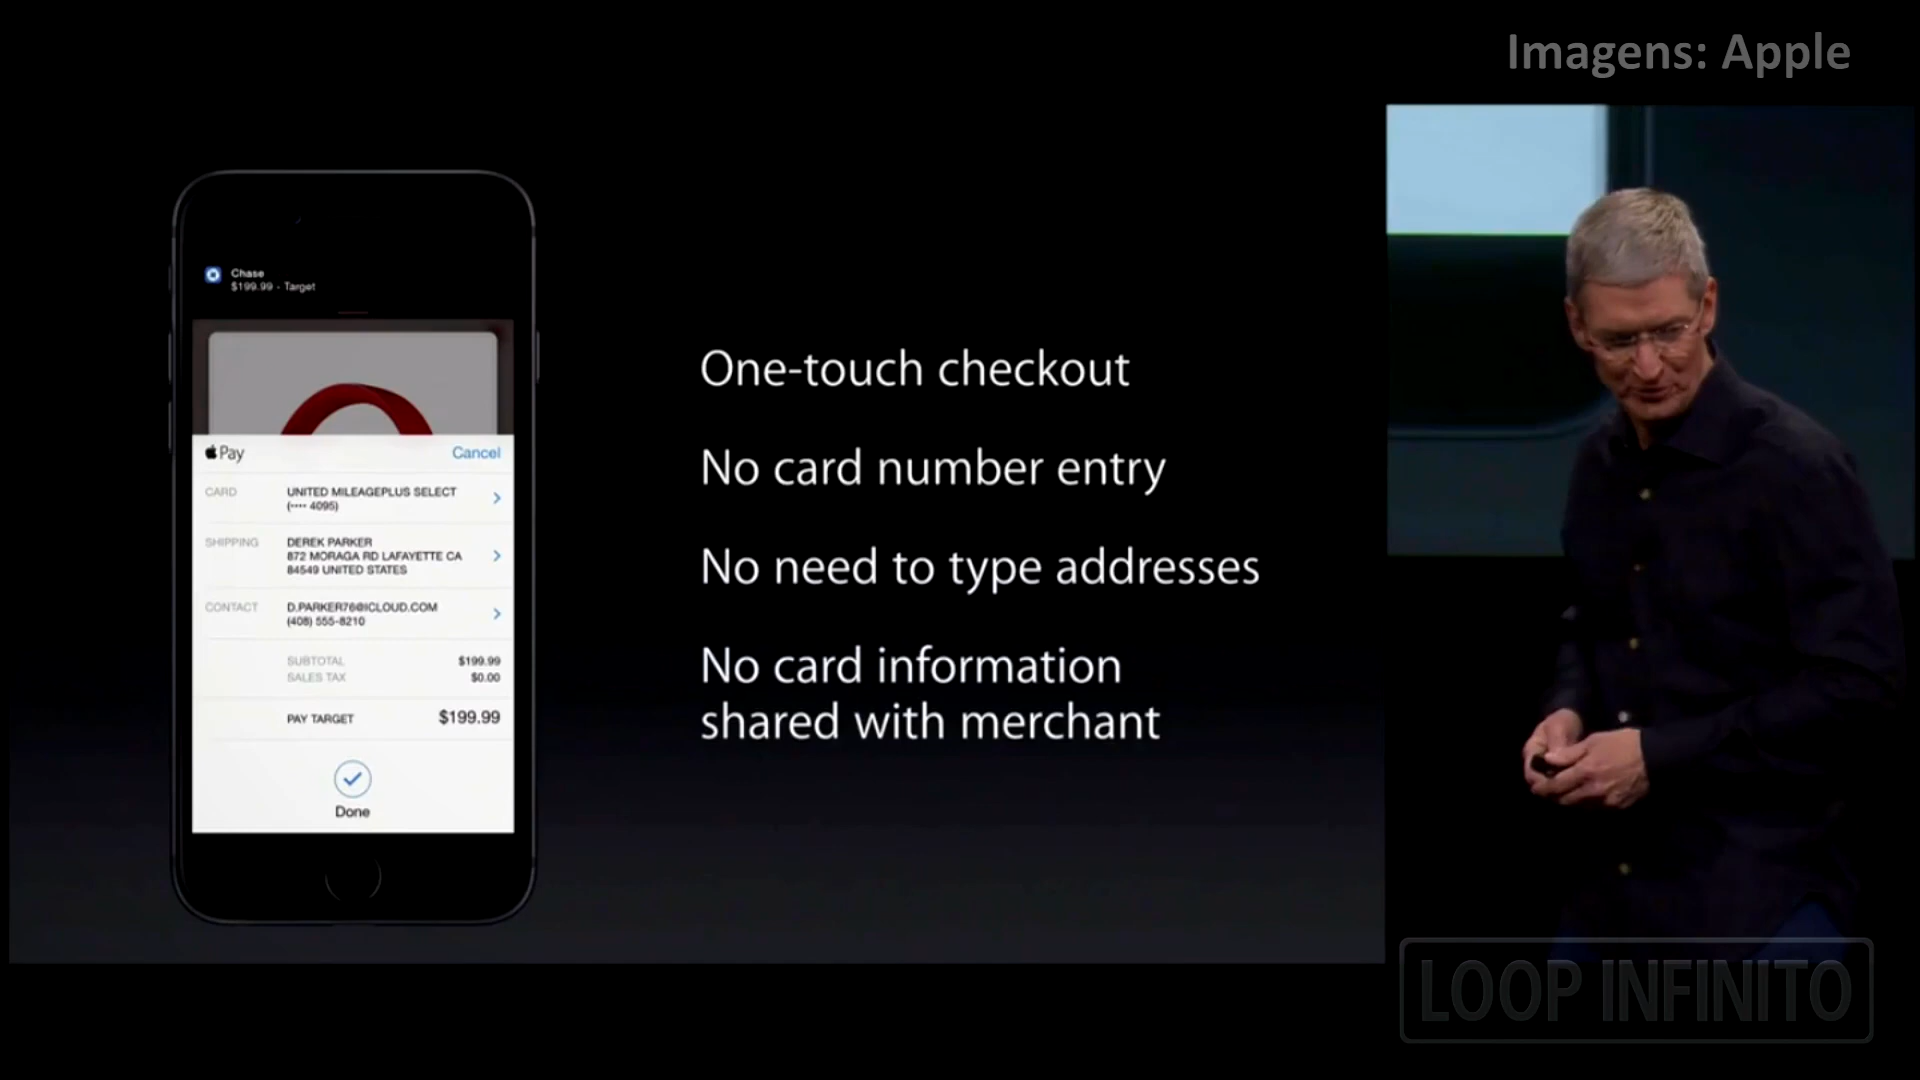 Imagens: Apple
Chase
$199.99 - Target
Pay
Cancel
CARD
UNITED MILEAGEPLUS SELECT
(···· 4095)
SHIPPING
DEREK PARKER
872 MORAGA RD LAFAYETTE CA
84549 UNITED STATES
CONTACT
D.PARKER76@ICLOUD.COM
(408) 555-8210
SUBTOTAL $199.99
SALES TAX $0.00
PAY TARGET $199.99
Done
One-touch checkout
No card number entry
No need to type addresses
No card information
shared with merchant
LOOP INFINITO